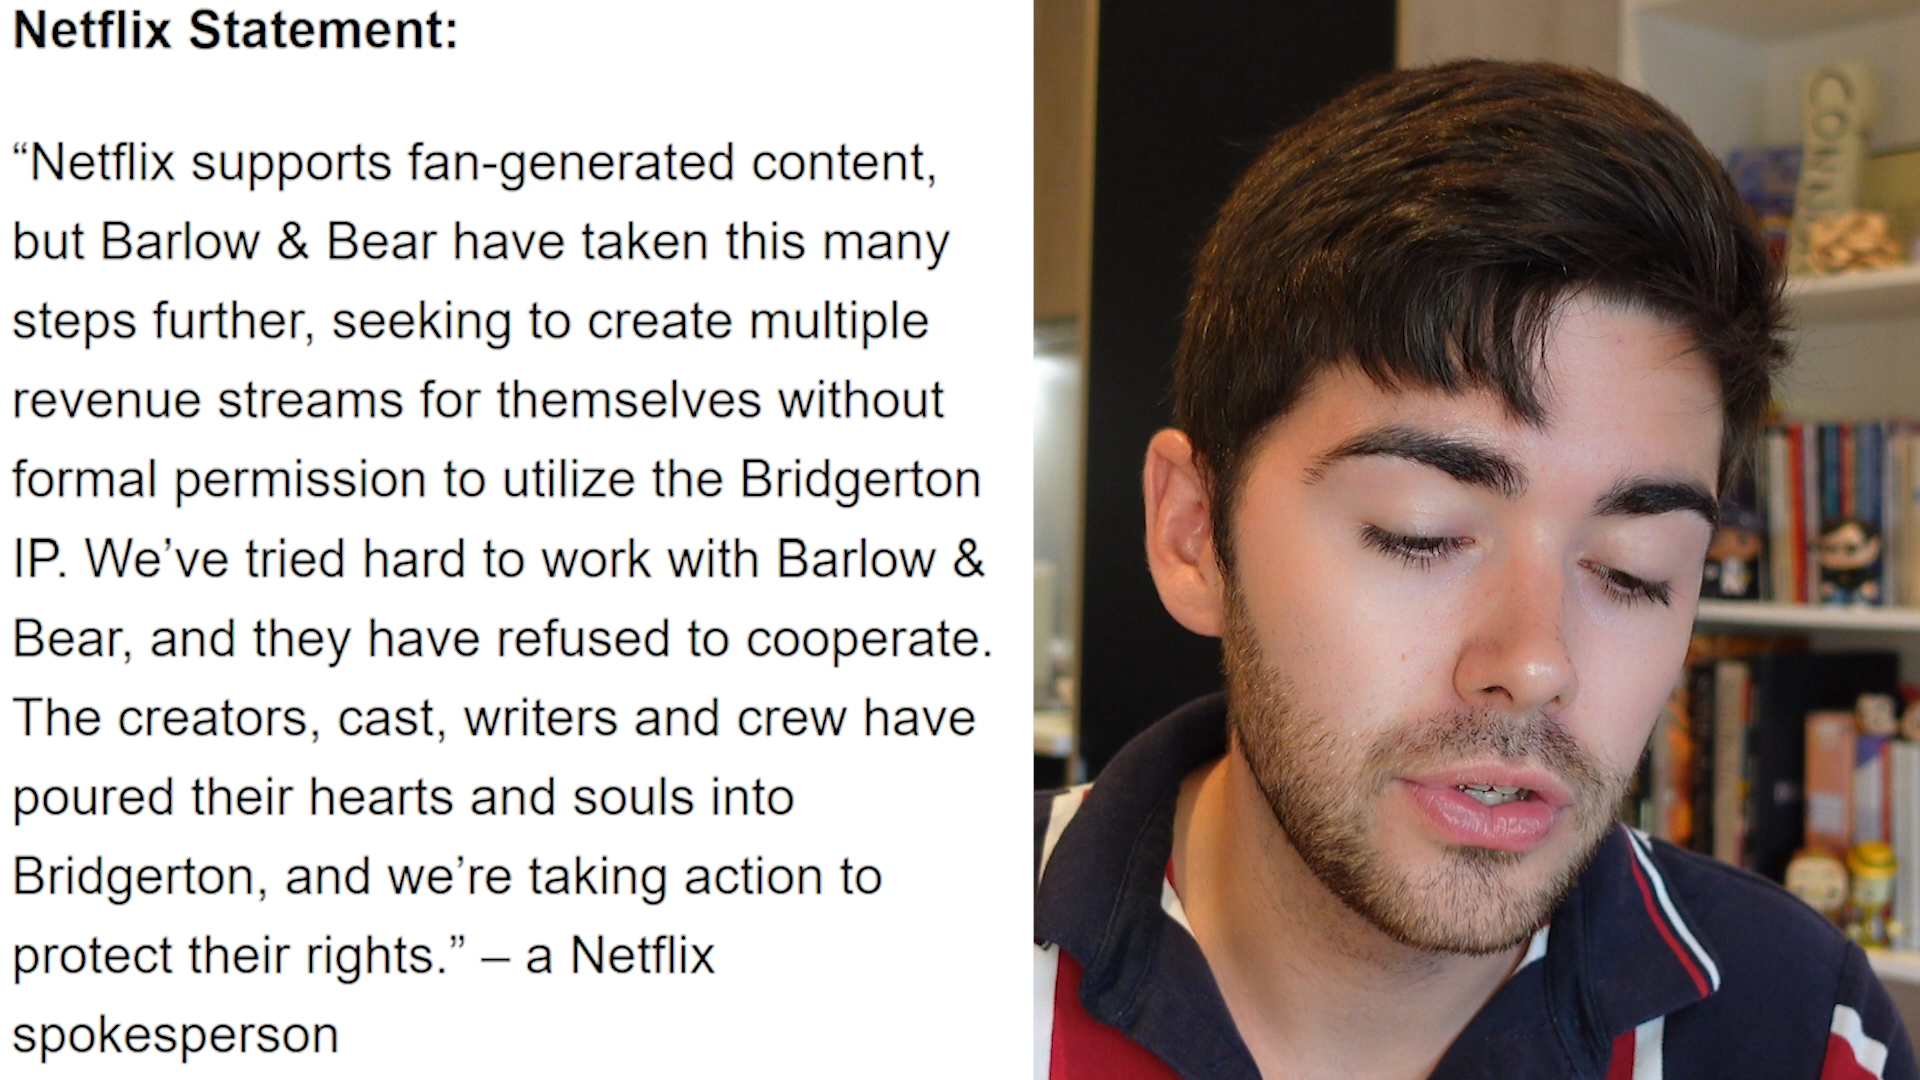 Netflix Statement:
“Netflix supports fan-generated content,
but Barlow & Bear have taken this many
steps further, seeking to create multiple
revenue streams for themselves without
formal permission to utilize the Bridgerton
IP. We’ve tried hard to work with Barlow &
Bear, and they have refused to cooperate.
The creators, cast, writers and crew have
poured their hearts and souls into
Bridgerton, and we’re taking action to
protect their rights.” – a Netflix
spokesperson